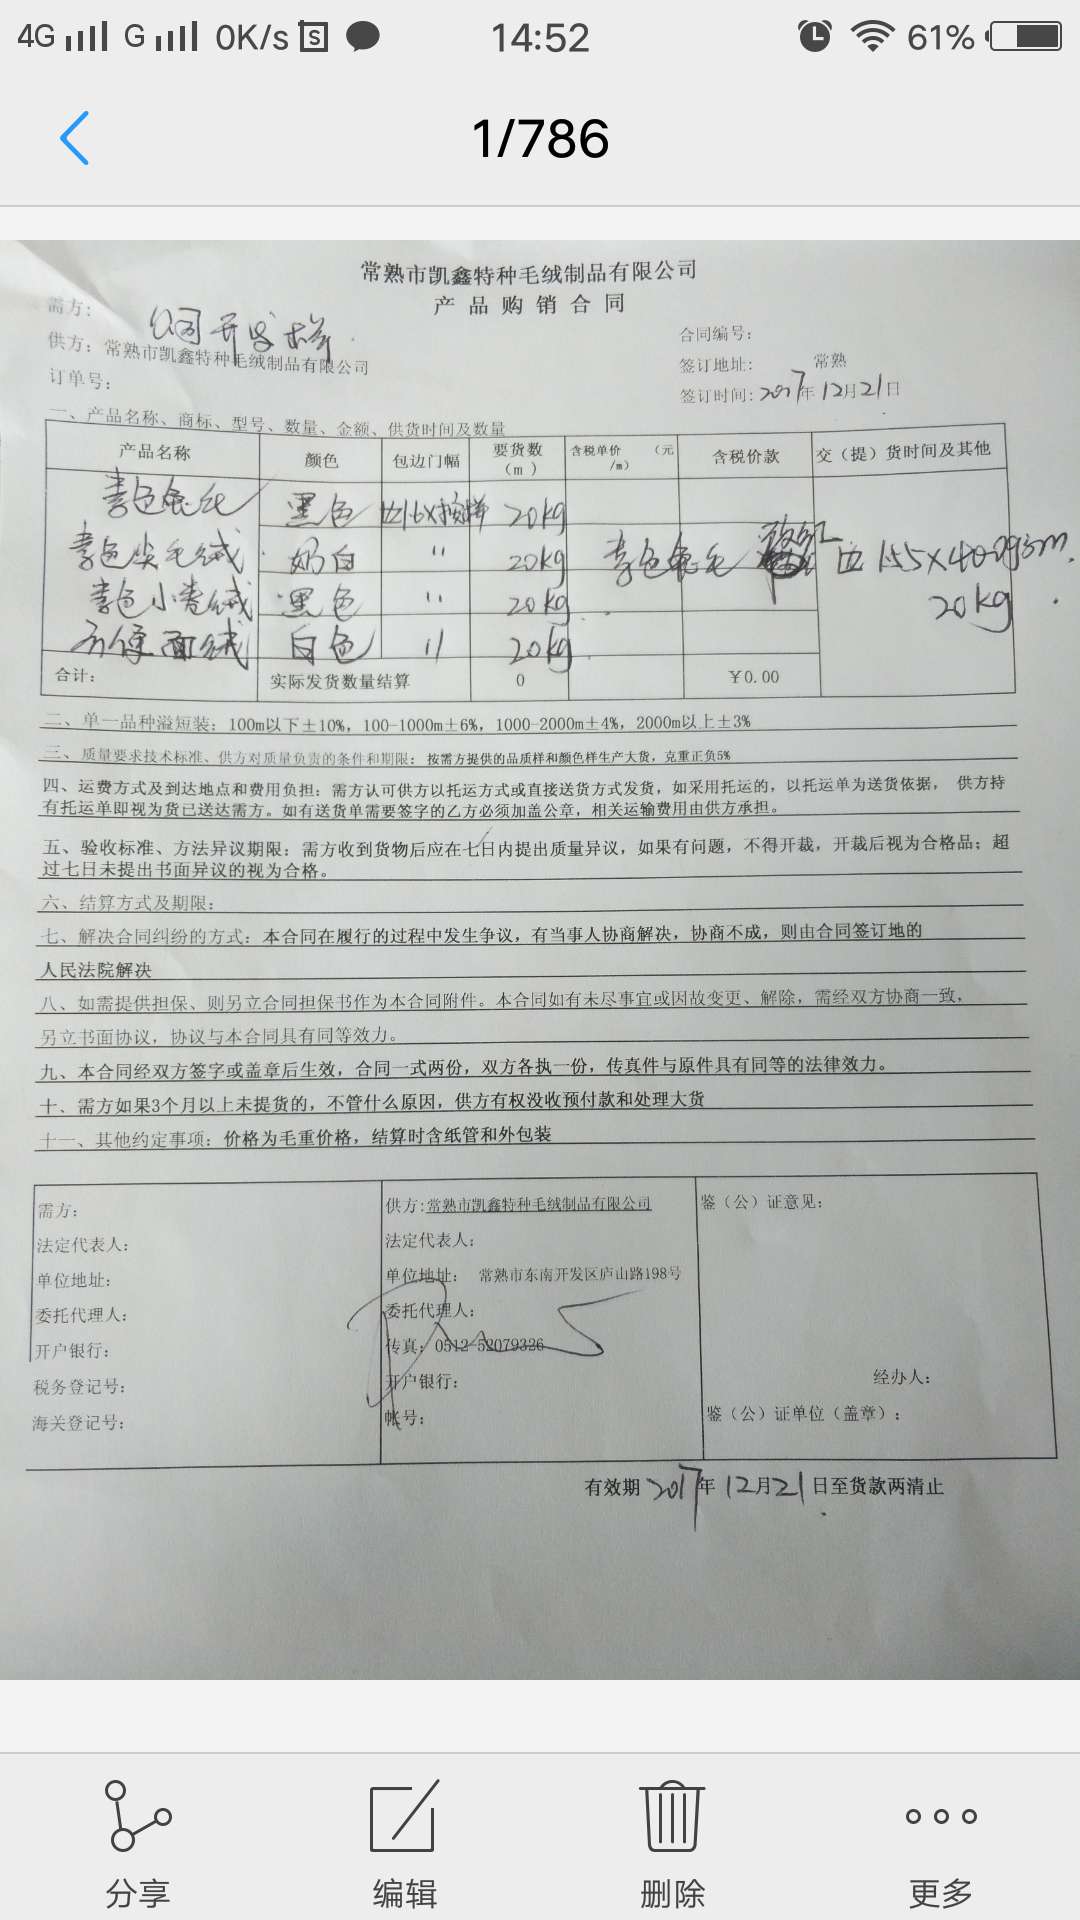 4G G 0K/s S 14:52 61%
1/786
常熟市凯鑫特种毛绒制品有限公司
产品购销合同
需方: 公司开发样
供方: 常熟市凯鑫特种毛绒制品有限公司
订单号:
合同编号:
签订地址: 常熟
签订时间: 2017年12月21日
一、产品名称、商标、型号、数量、金额、供货时间及数量
产品名称 颜色 包边门幅 要货数(m) 含税单价(元/m) 含税价款 交(提)货时间及其他
素色兔毛 黑色 20kg
素色尖毛绒 奶白 〃 20kg 素色兔毛 155×400g/m
素色小卷绒 黑色 〃 20kg 20kg
方便面绒 白色 〃 20kg
合计: 实际发货数量结算 0 ¥0.00
二、单一品种溢短装: 100m以下±10%, 100-1000m±6%, 1000-2000m±4%, 2000m以上±3%
三、质量要求技术标准、供方对质量负责的条件和期限: 按需方提供的品质样和颜色样生产大货, 克重正负5%
四、运费方式及到达地点和费用负担: 需方认可供方以托运方式或直接送货方式发货, 如采用托运的, 以托运单为送货依据, 供方持
有托运单即视为货已送达需方。如有送货单需要签字的乙方必须加盖公章, 相关运输费用由供方承担。
五、验收标准、方法异议期限: 需方收到货物后应在七日内提出质量异议, 如果有问题, 不得开裁, 开裁后视为合格品; 超
过七日未提出书面异议的视为合格。
六、结算方式及期限:
七、解决合同纠纷的方式: 本合同在履行的过程中发生争议, 有当事人协商解决, 协商不成, 则由合同签订地的
人民法院解决
八、如需提供担保、则另立合同担保书作为本合同附件。本合同如有未尽事宜或因故变更、解除, 需经双方协商一致,
另立书面协议, 协议与本合同具有同等效力。
九、本合同经双方签字或盖章后生效, 合同一式两份, 双方各执一份, 传真件与原件具有同等的法律效力。
十、需方如果3个月以上未提货的, 不管什么原因, 供方有权没收预付款和处理大货
十一、其他约定事项: 价格为毛重价格, 结算时含纸管和外包装
需方:
法定代表人:
单位地址:
委托代理人:
开户银行:
税务登记号:
海关登记号:
供方:常熟市凯鑫特种毛绒制品有限公司
法定代表人:
单位地址: 常熟市东南开发区庐山路198号
委托代理人:
传真: 0512-52079326
开户银行:
帐号:
鉴(公)证意见:
经办人:
鉴(公)证单位(盖章):
有效期 2017年12月21日至货款两清止
分享 编辑 删除 更多